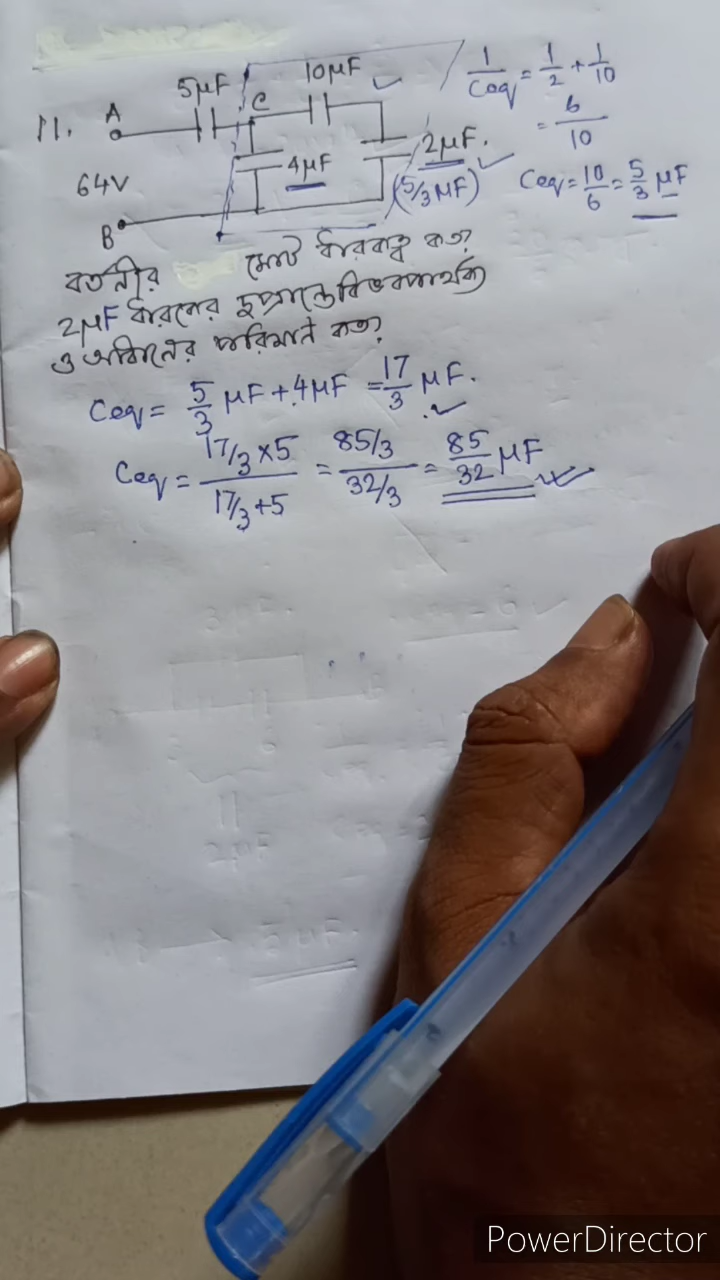 11. A 5μF C 10μF
64V 4μF 2μF.
(5/3 μF)
B
1/Ceq = 1/2 + 1/10
= 6/10
Ceq = 10/6 = 5/3 μF
বর্তনীর মোট ধারকত্ব কত?
2μF ধারকের দুপ্রান্তে বিভবপার্থক্য
ও আধানের পরিমান কত?
Ceq = 5/3 μF + 4μF = 17/3 μF.
Ceq = 17/3 × 5 / 17/3 + 5 = 85/3 / 32/3 = 85/32 μF
PowerDirector